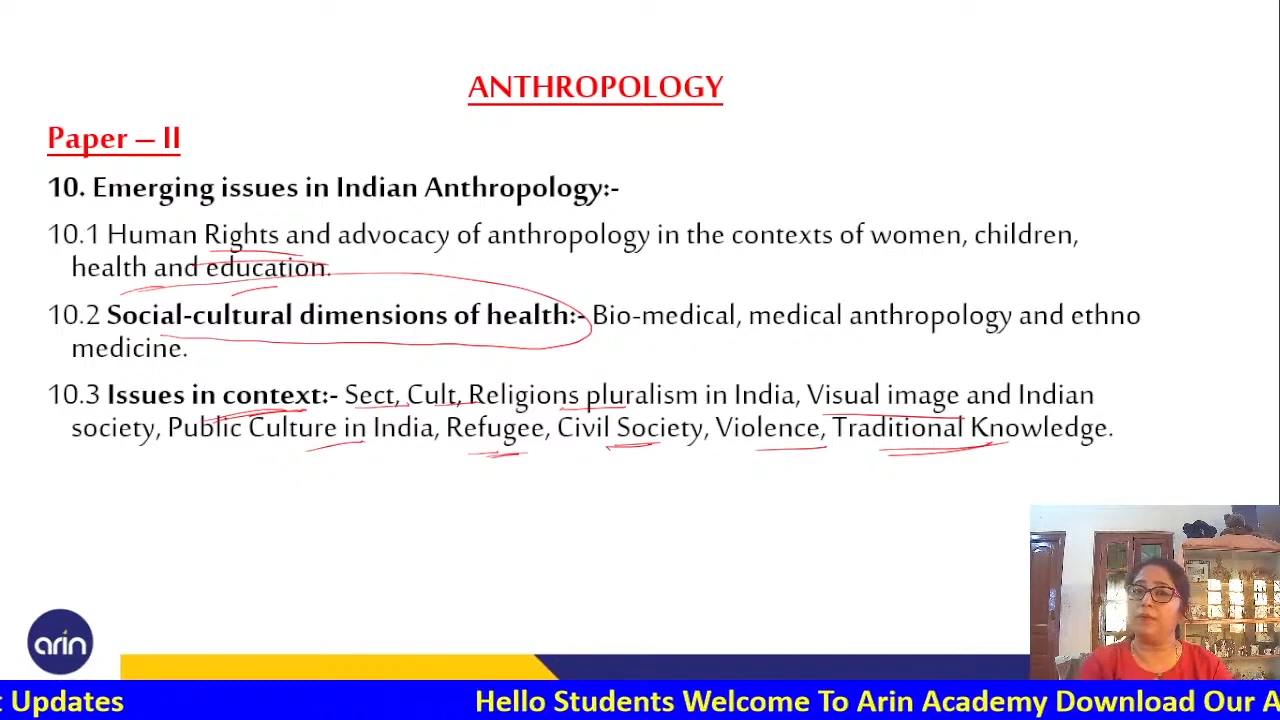 ANTHROPOLOGY
Paper – II
10. Emerging issues in Indian Anthropology:-
10.1 Human Rights and advocacy of anthropology in the contexts of women, children,
health and education.
10.2 Social-cultural dimensions of health:- Bio-medical, medical anthropology and ethno
medicine.
10.3 Issues in context:- Sect, Cult, Religions pluralism in India, Visual image and Indian
society, Public Culture in India, Refugee, Civil Society, Violence, Traditional Knowledge.
arin
Updates Hello Students Welcome To Arin Academy Download Our